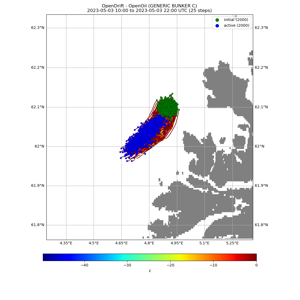 OpenDrift - OpenOil (GENERIC BUNKER C)
2023-05-03 10:00 to 2023-05-03 22:00 UTC (25 steps)
initial (2000)
active (2000)
62.3°N 62.3°N
62.2°N 62.2°N
62.1°N 62.1°N
62°N 62°N
61.9°N 61.9°N
61.8°N 61.8°N
4.35°E 4.5°E 4.65°E 4.8°E 4.95°E 5.1°E 5.25°E
−40 −30 −20 −10 0